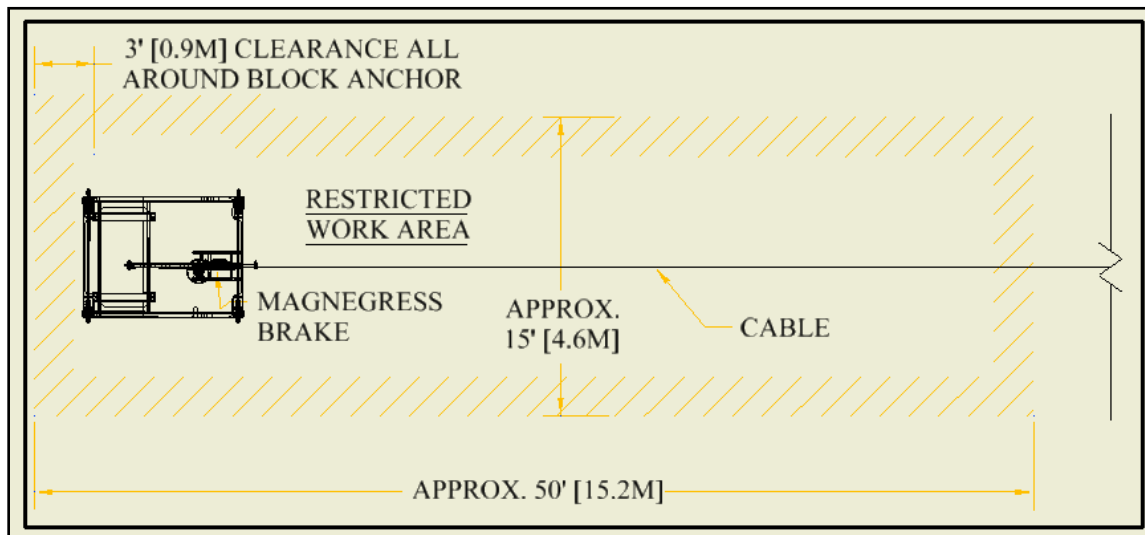 3' [0.9M] CLEARANCE ALL
AROUND BLOCK ANCHOR
RESTRICTED
WORK AREA
MAGNEGRESS
BRAKE
APPROX.
15' [4.6M]
CABLE
APPROX. 50' [15.2M]